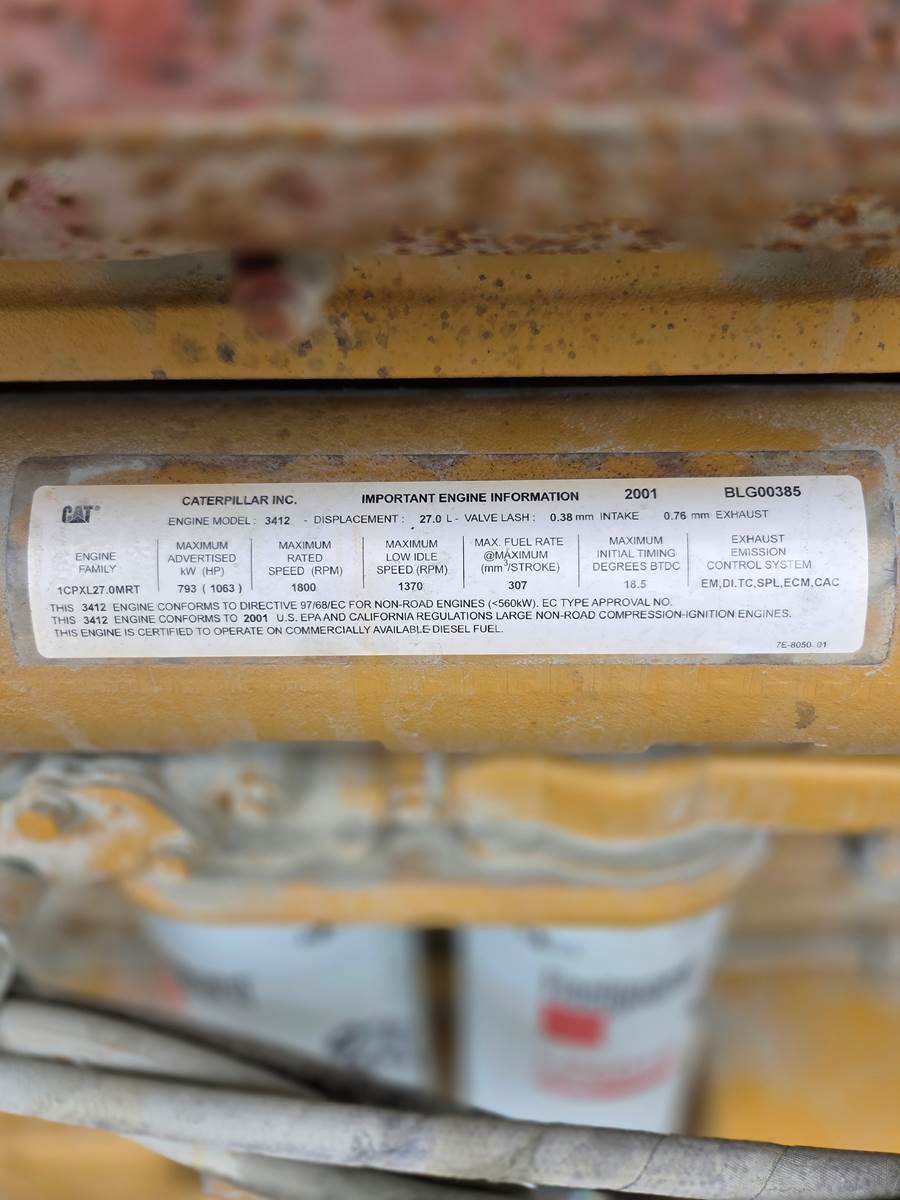 CATERPILLAR INC. IMPORTANT ENGINE INFORMATION 2001 BLG00385
CAT®
ENGINE MODEL : 3412 - DISPLACEMENT : 27.0 L - VALVE LASH : 0.38 mm INTAKE 0.76 mm EXHAUST
ENGINE FAMILY
1CPXL27.0MRT
MAXIMUM ADVERTISED kW (HP)
793 ( 1063 )
MAXIMUM RATED SPEED (RPM)
1800
MAXIMUM LOW IDLE SPEED (RPM)
1370
MAX. FUEL RATE @MAXIMUM (mm³/STROKE)
307
MAXIMUM INITIAL TIMING DEGREES BTDC
18.5
EXHAUST EMISSION CONTROL SYSTEM
EM,DI.TC,SPL,ECM,CAC
THIS 3412 ENGINE CONFORMS TO DIRECTIVE 97/68/EC FOR NON-ROAD ENGINES (<560kW). EC TYPE APPROVAL NO.
THIS 3412 ENGINE CONFORMS TO 2001 U.S. EPA AND CALIFORNIA REGULATIONS LARGE NON-ROAD COMPRESSION-IGNITION ENGINES.
THIS ENGINE IS CERTIFIED TO OPERATE ON COMMERCIALLY AVAILABLE DIESEL FUEL.
7E-8050 01